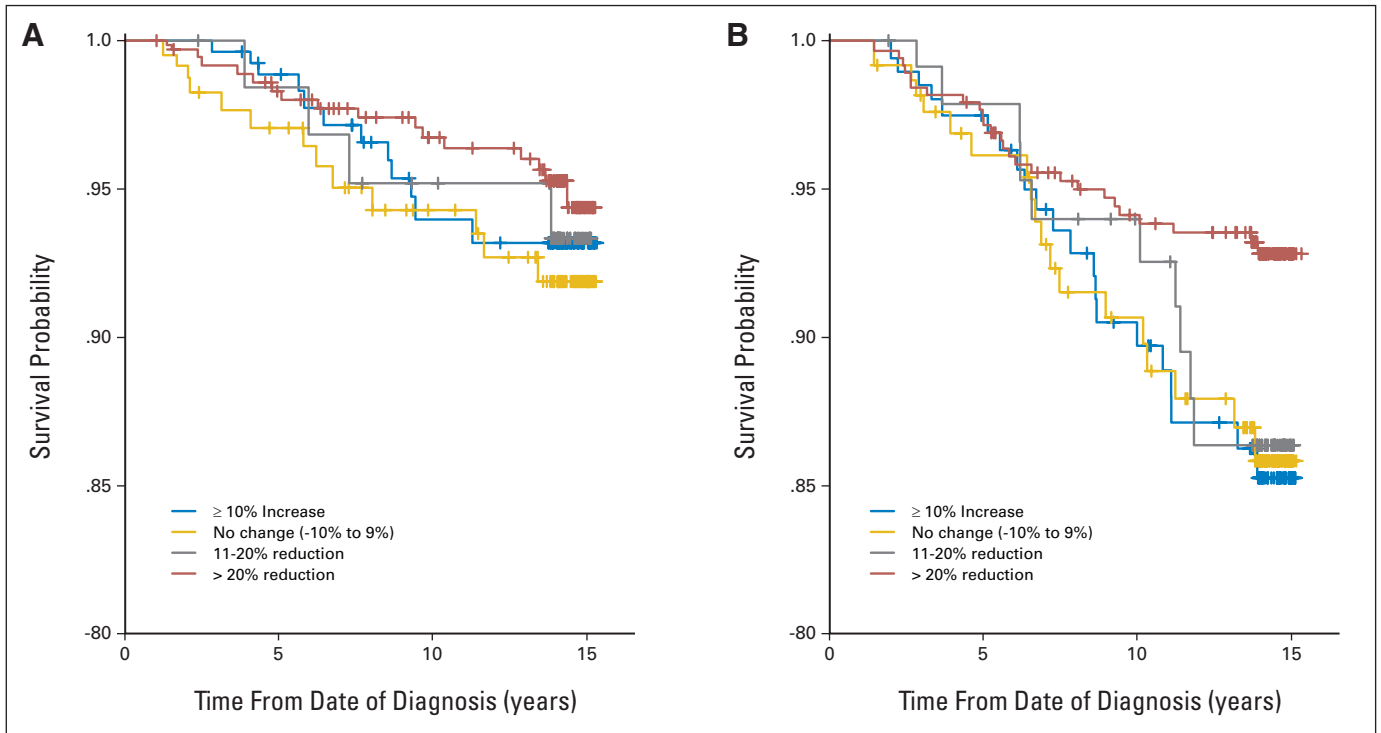 A
1.0
.95
.90
.85
-80
Survival Probability
≥ 10% Increase
No change (-10% to 9%)
11-20% reduction
> 20% reduction
0 5 10 15
Time From Date of Diagnosis (years)
B
1.0
.95
.90
.85
-80
Survival Probability
≥ 10% Increase
No change (-10% to 9%)
11-20% reduction
> 20% reduction
0 5 10 15
Time From Date of Diagnosis (years)